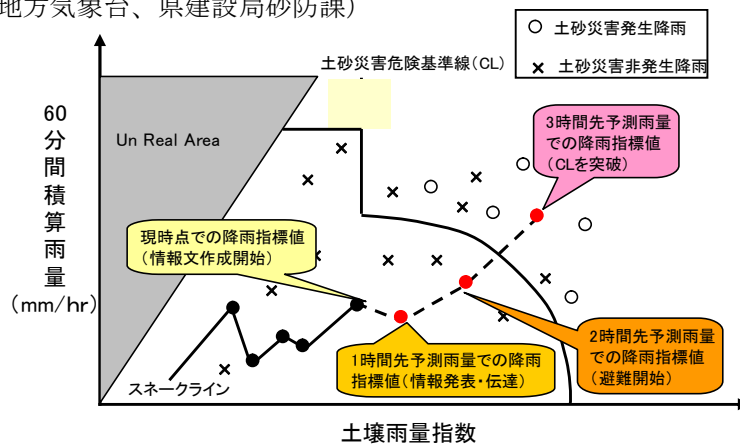 地方気象台、県建設局砂防課）
土砂災害発生降雨
土砂災害非発生降雨
土砂災害危険基準線（CL）
60
分
間
積
算
雨
量
（mm/hr）
Un Real Area
3時間先予測雨量
での降雨指標値
（CLを突破）
現時点での降雨指標値
（情報文作成開始）
2時間先予測雨量
での降雨指標値
（避難開始）
1時間先予測雨量での降雨
指標値（情報発表・伝達）
スネークライン
土壌雨量指数